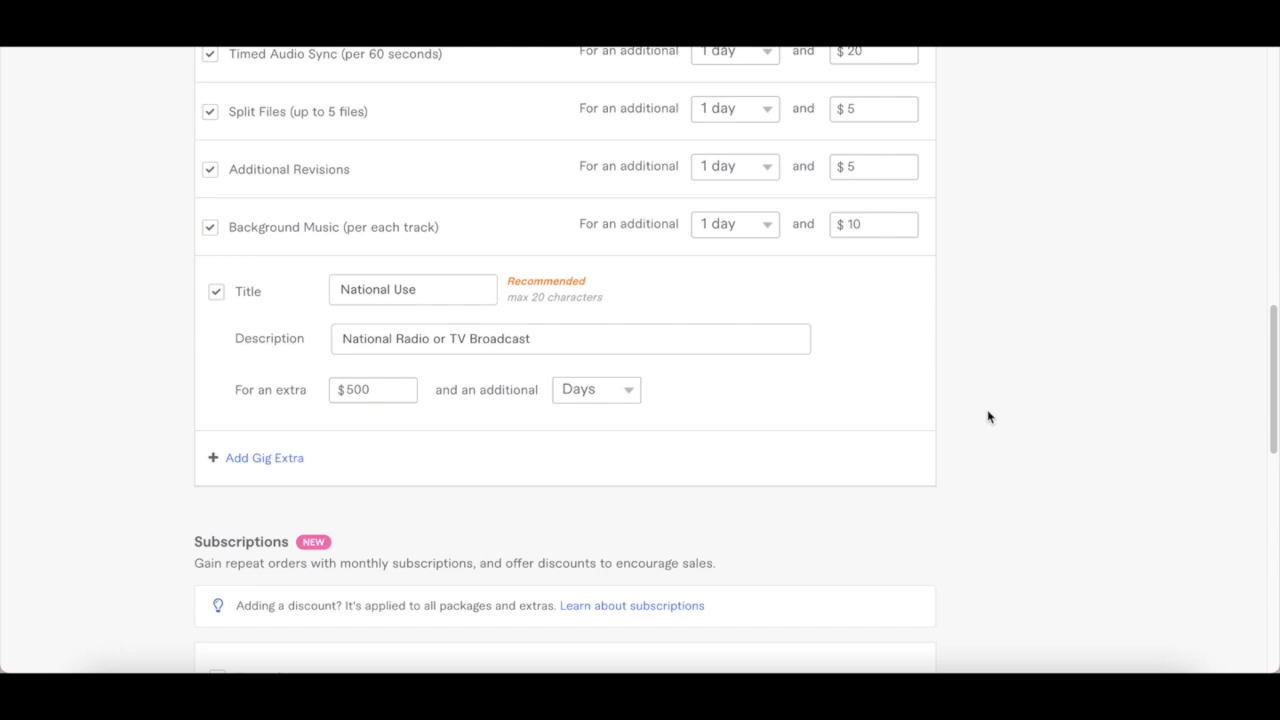 Timed Audio Sync (per 60 seconds) For an additional 1 day and $ 20
Split Files (up to 5 files) For an additional 1 day and $ 5
Additional Revisions For an additional 1 day and $ 5
Background Music (per each track) For an additional 1 day and $ 10
Title National Use Recommended
max 20 characters
Description National Radio or TV Broadcast
For an extra $500 and an additional Days
+ Add Gig Extra
Subscriptions NEW
Gain repeat orders with monthly subscriptions, and offer discounts to encourage sales.
Adding a discount? It's applied to all packages and extras. Learn about subscriptions